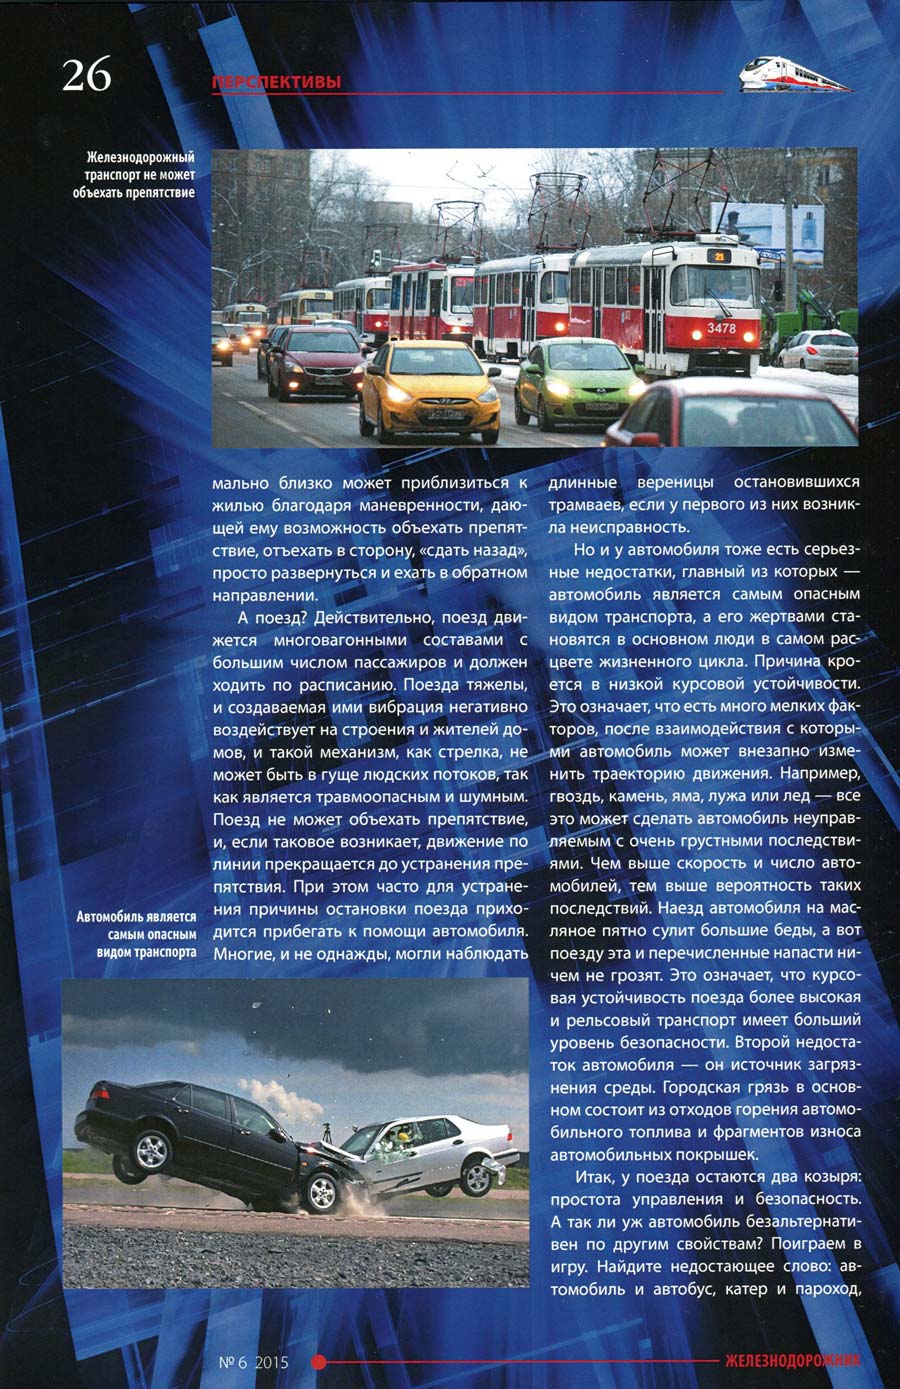 26
ПЕРСПЕКТИВЫ
Железнодорожный
транспорт не может
объехать препятствие
21
3478
мально близко может приблизиться к
жилью благодаря маневренности, даю-
щей ему возможность объехать препят-
ствие, отъехать в сторону, «сдать назад»,
просто развернуться и ехать в обратном
направлении.
А поезд? Действительно, поезд дви-
жется многовагонными составами с
большим числом пассажиров и должен
ходить по расписанию. Поезда тяжелы,
и создаваемая ими вибрация негативно
воздействует на строения и жителей до-
мов, и такой механизм, как стрелка, не
может быть в гуще людских потоков, так
как является травмоопасным и шумным.
Поезд не может объехать препятствие,
и, если таковое возникает, движение по
линии прекращается до устранения пре-
пятствия. При этом часто для устране-
ния причины остановки поезда прихо-
дится прибегать к помощи автомобиля.
Многие, и не однажды, могли наблюдать
Автомобиль является
самым опасным
видом транспорта
длинные вереницы остановившихся
трамваев, если у первого из них возник-
ла неисправность.
Но и у автомобиля тоже есть серьез-
ные недостатки, главный из которых —
автомобиль является самым опасным
видом транспорта, а его жертвами ста-
новятся в основном люди в самом рас-
цвете жизненного цикла. Причина кро-
ется в низкой курсовой устойчивости.
Это означает, что есть много мелких фак-
торов, после взаимодействия с которы-
ми автомобиль может внезапно изме-
нить траекторию движения. Например,
гвоздь, камень, яма, лужа или лед — все
это может сделать автомобиль неуправ-
ляемым с очень грустными последстви-
ями. Чем выше скорость и число авто-
мобилей, тем выше вероятность таких
последствий. Наезд автомобиля на мас-
ляное пятно сулит большие беды, а вот
поезду эта и перечисленные напасти ни-
чем не грозят. Это означает, что курсо-
вая устойчивость поезда более высокая
и рельсовый транспорт имеет больший
уровень безопасности. Второй недоста-
ток автомобиля — он источник загряз-
нения среды. Городская грязь в основ-
ном состоит из отходов горения автомо-
бильного топлива и фрагментов износа
автомобильных покрышек.
Итак, у поезда остаются два козыря:
простота управления и безопасность.
А так ли уж автомобиль безальтернати-
вен по другим свойствам? Поиграем в
игру. Найдите недостающее слово: ав-
томобиль и автобус, катер и пароход,
№ 6 2015
ЖЕЛЕЗНОДОРОЖНИК